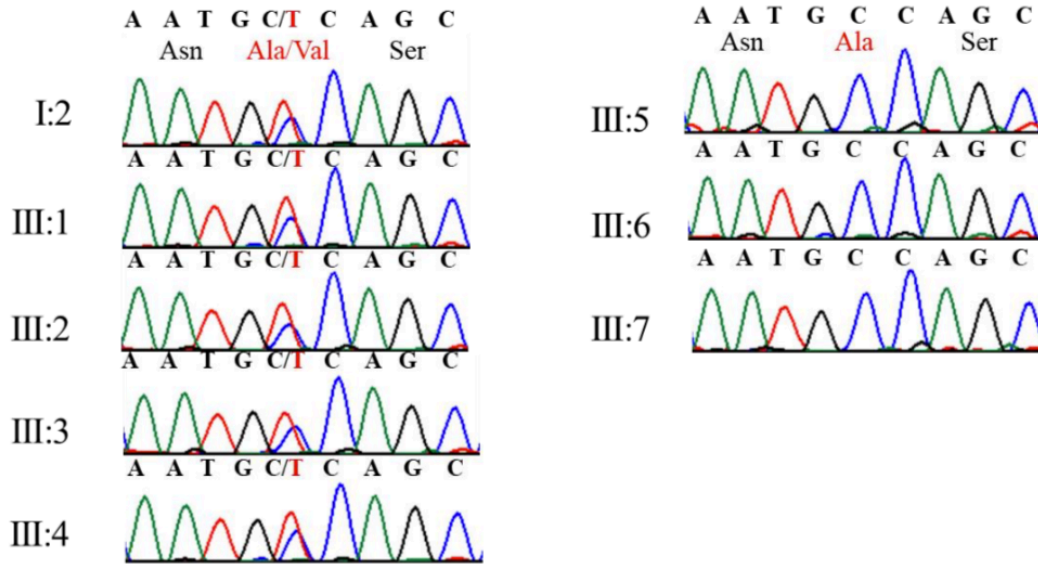 A A T G C/T C A G C
Asn Ala/Val Ser
I:2
A A T G C/T C A G C
III:1
A A T G C/T C A G C
III:2
A A T G C/T C A G C
III:3
A A T G C/T C A G C
III:4
A A T G C C A G C
Asn Ala Ser
III:5
A A T G C C A G C
III:6
A A T G C C A G C
III:7